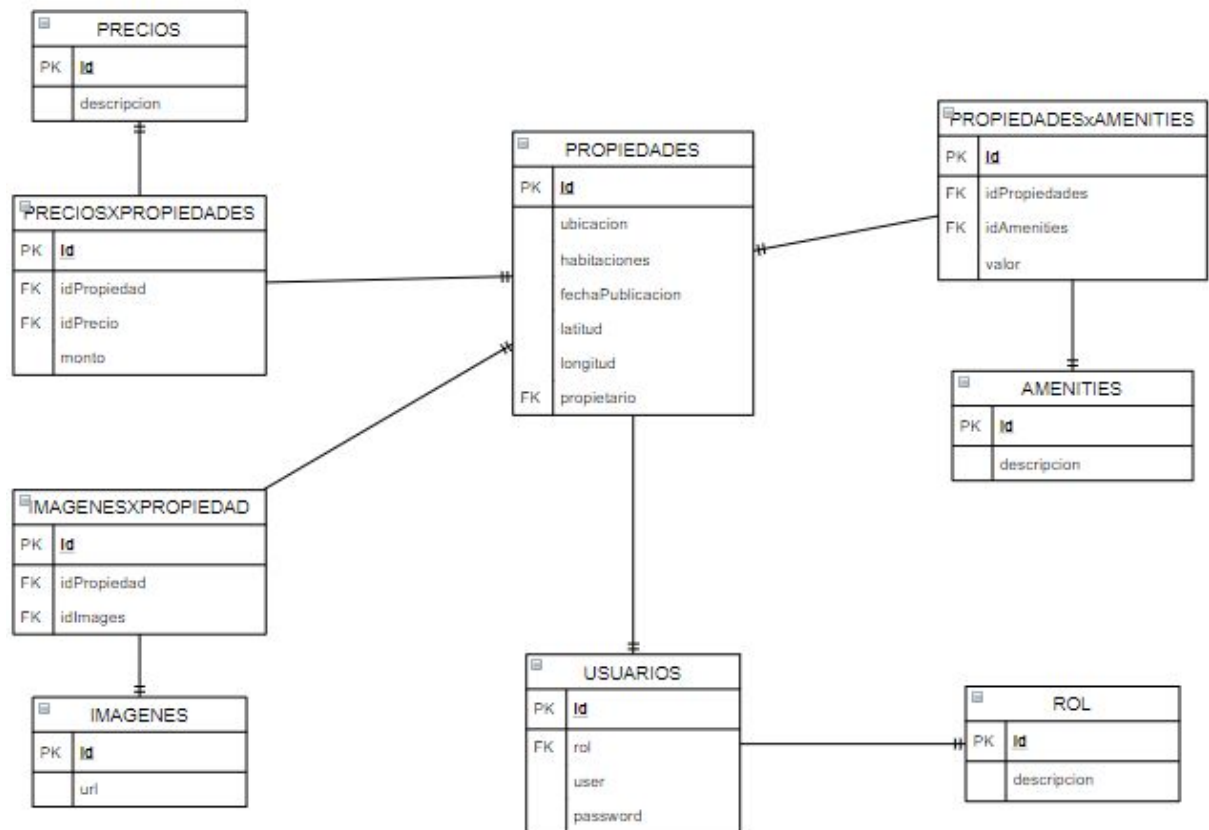 PRECIOS
PK Id
descripcion
PRECIOSXPROPIEDADES
PK Id
FK idPropiedad
FK idPrecio
monto
IMAGENESXPROPIEDAD
PK Id
FK idPropiedad
FK idImages
IMAGENES
PK Id
url
PROPIEDADES
PK Id
ubicacion
habitaciones
fechaPublicacion
latitud
longitud
FK propietario
USUARIOS
PK Id
FK rol
user
password
PROPIEDADESxAMENITIES
PK Id
FK idPropiedades
FK idAmenities
valor
AMENITIES
PK Id
descripcion
ROL
PK Id
descripcion